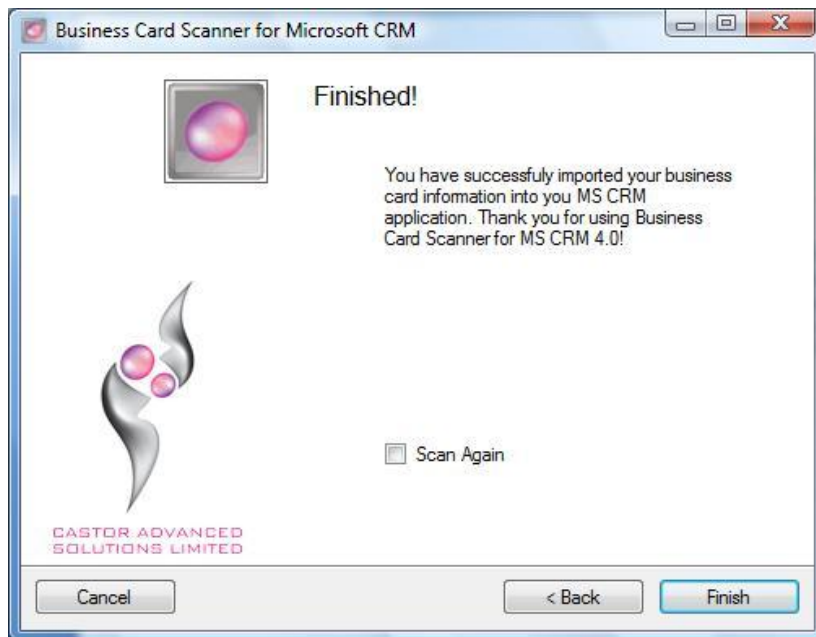 Business Card Scanner for Microsoft CRM
Finished!
You have successfuly imported your business
card information into you MS CRM
application. Thank you for using Business
Card Scanner for MS CRM 4.0!
Scan Again
CASTOR ADVANCED
SOLUTIONS LIMITED
Cancel
< Back
Finish